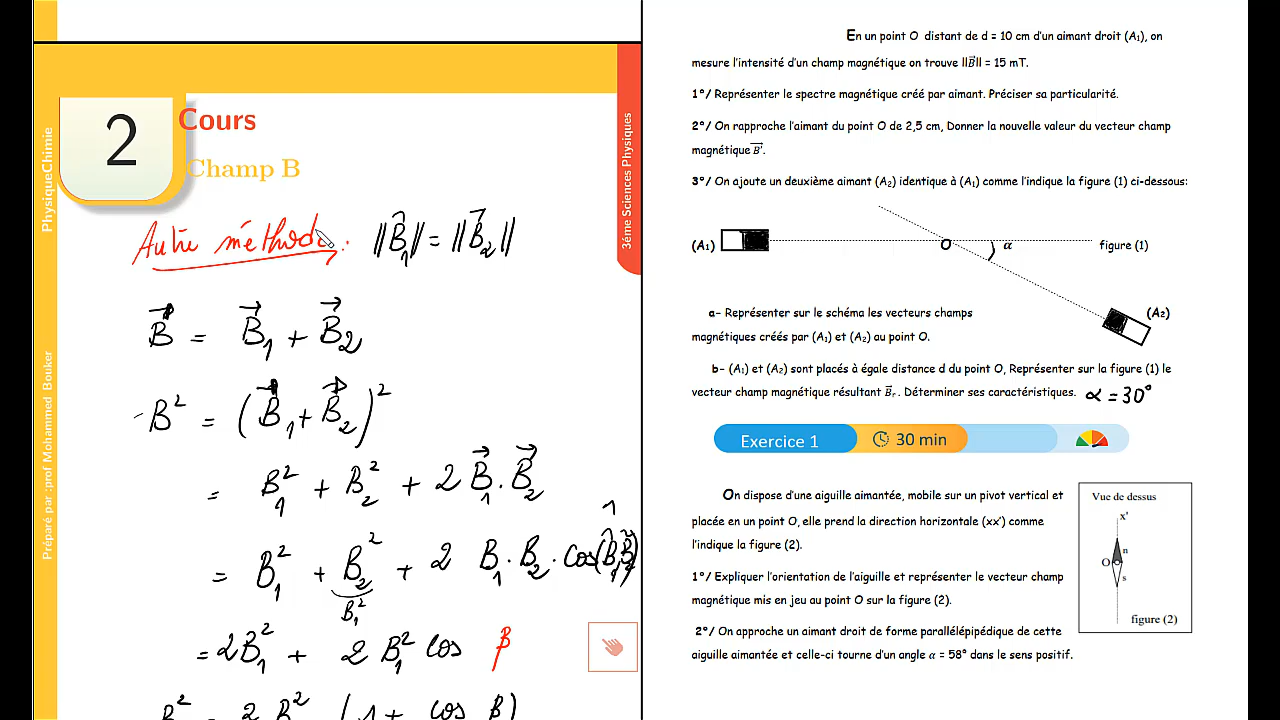 2
Cours
Champ B
PhysiqueChimie
Préparé par :prof Mohammed Bouker
3éme Sciences Physiques
Autre méthode : ||B⃗₁|| = ||B⃗₂||
B⃗ = B⃗₁ + B⃗₂
B² = (B⃗₁ + B⃗₂)²
= B₁² + B₂² + 2 B⃗₁ . B⃗₂
= B₁² + B₂² + 2 B₁ . B₂ . cos(B⃗₁ B⃗₂)
B₁²
= 2B₁² + 2 B₁² cos β
B² = 2 B₁² (1 + cos β)
En un point O distant de d = 10 cm d'un aimant droit (A₁), on
mesure l'intensité d'un champ magnétique on trouve ||B⃗|| = 15 mT.
1°/ Représenter le spectre magnétique créé par aimant. Préciser sa particularité.
2°/ On rapproche l'aimant du point O de 2,5 cm, Donner la nouvelle valeur du vecteur champ
magnétique B⃗'.
3°/ On ajoute un deuxième aimant (A₂) identique à (A₁) comme l'indique la figure (1) ci-dessous:
(A₁) O α figure (1)
(A₂)
a- Représenter sur le schéma les vecteurs champs
magnétiques créés par (A₁) et (A₂) au point O.
b- (A₁) et (A₂) sont placés à égale distance d du point O, Représenter sur la figure (1) le
vecteur champ magnétique résultant B⃗ᵣ. Déterminer ses caractéristiques. α = 30°
Exercice 1 30 min
On dispose d'une aiguille aimantée, mobile sur un pivot vertical et
placée en un point O, elle prend la direction horizontale (xx') comme
l'indique la figure (2).
1°/ Expliquer l'orientation de l'aiguille et représenter le vecteur champ
magnétique mis en jeu au point O sur la figure (2).
2°/ On approche un aimant droit de forme parallélépipédique de cette
aiguille aimantée et celle-ci tourne d'un angle α = 58° dans le sens positif.
Vue de dessus
x'
n
O
s
figure (2)